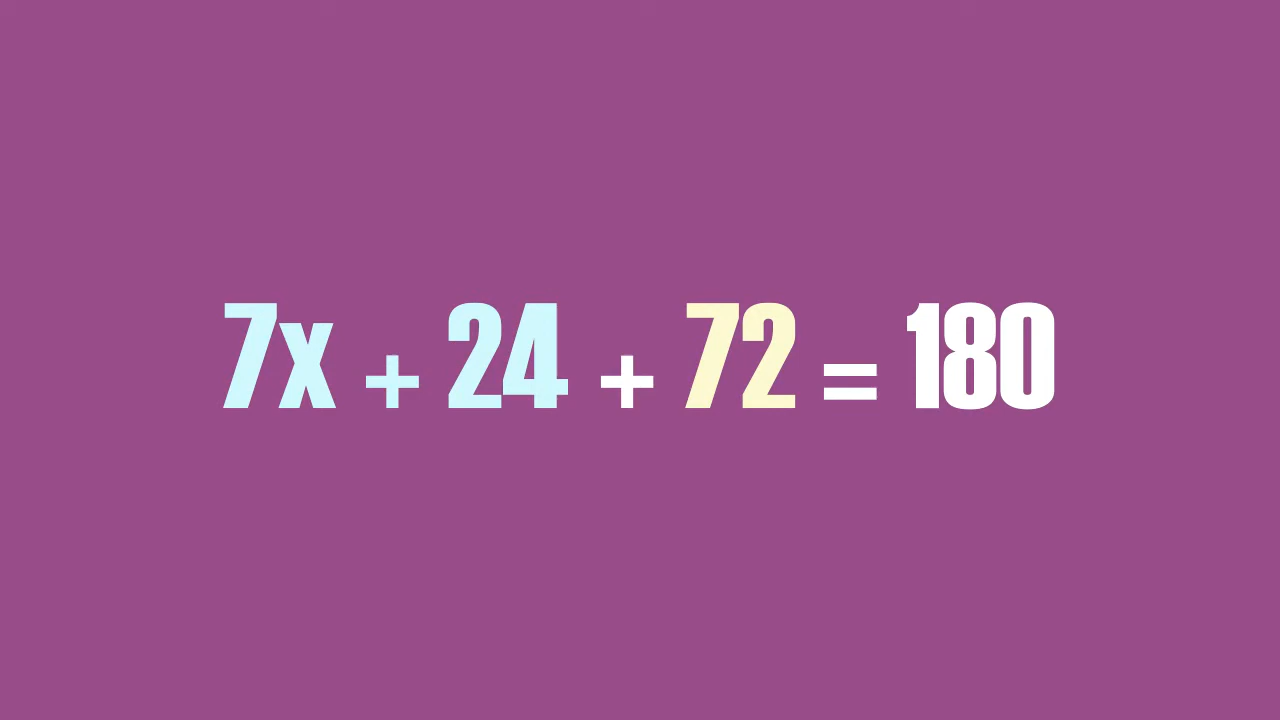 7x + 24 + 72 = 180